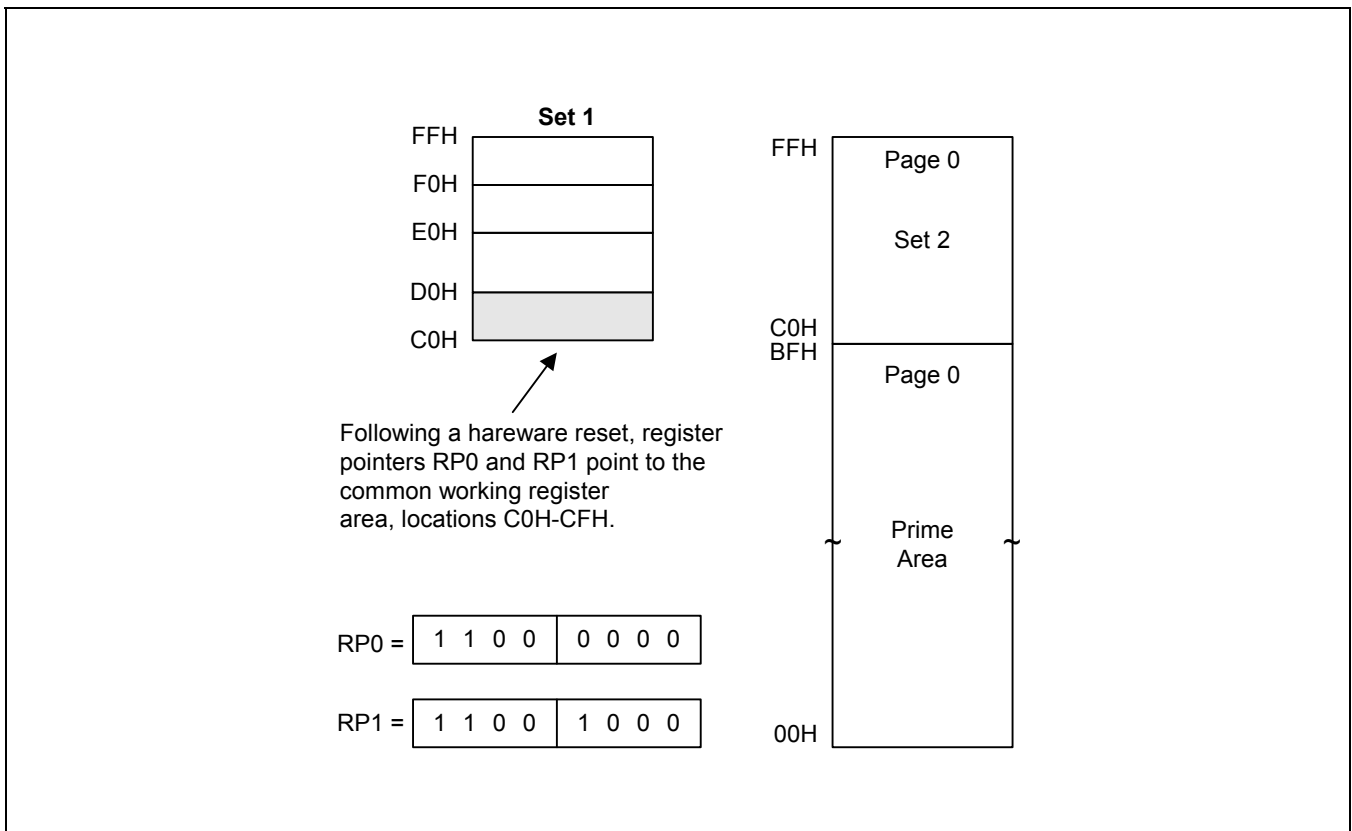 Set 1
FFH
F0H
E0H
D0H
C0H
Following a hareware reset, register
pointers RP0 and RP1 point to the
common working register
area, locations C0H-CFH.
RP0 = 1 1 0 0 0 0 0 0
RP1 = 1 1 0 0 1 0 0 0
FFH
Page 0
Set 2
C0H
BFH
Page 0
~ Prime ~
Area
00H